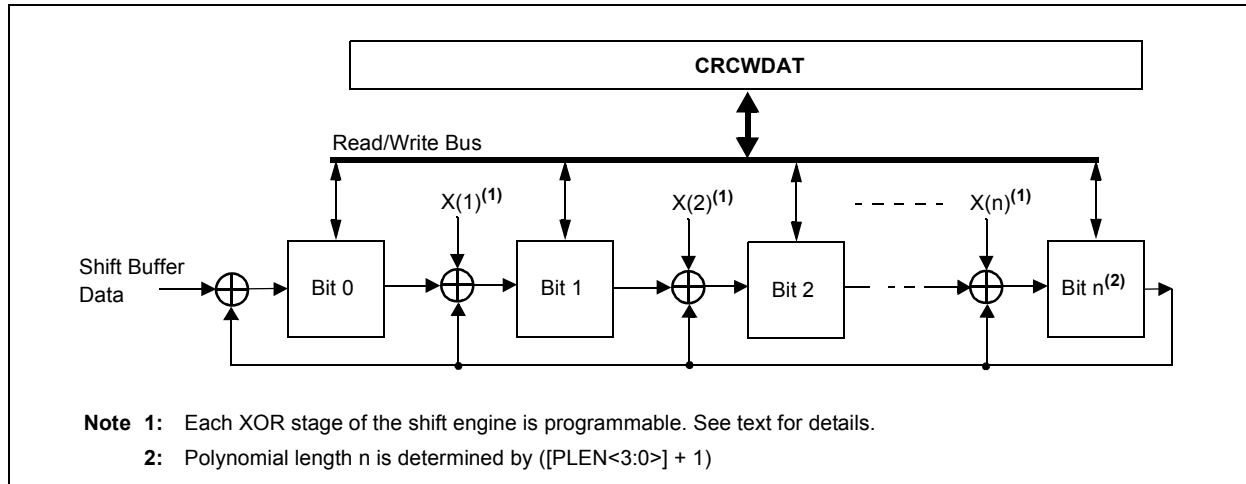 CRCWDAT
Read/Write Bus
X(1)(1)
X(2)(1)
X(n)(1)
Shift Buffer
Data
Bit 0
Bit 1
Bit 2
Bit n(2)
Note 1: Each XOR stage of the shift engine is programmable. See text for details.
2: Polynomial length n is determined by ([PLEN<3:0>] + 1)